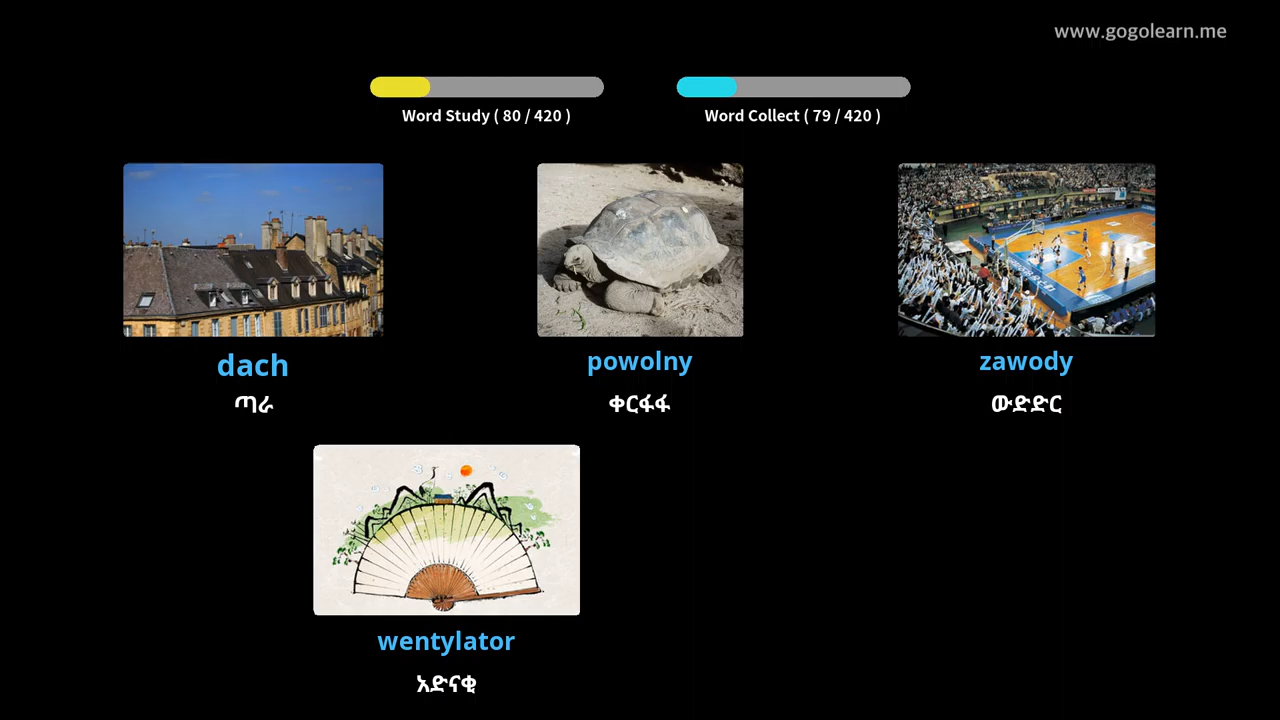 www.gogolearn.me
Word Study ( 80 / 420 )
Word Collect ( 79 / 420 )
dach
powolny
zawody
ጣራ
ቀርፋፋ
ውድድር
wentylator
አድናቂ